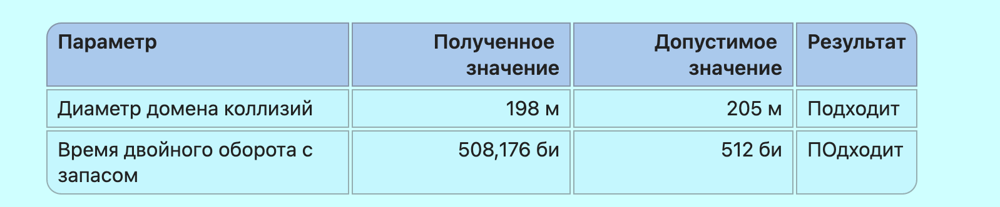 Параметр
Полученное
значение
Допустимое
значение
Результат
Диаметр домена коллизий
198 м
205 м
Подходит
Время двойного оборота с
запасом
508,176 би
512 би
ПОдходит